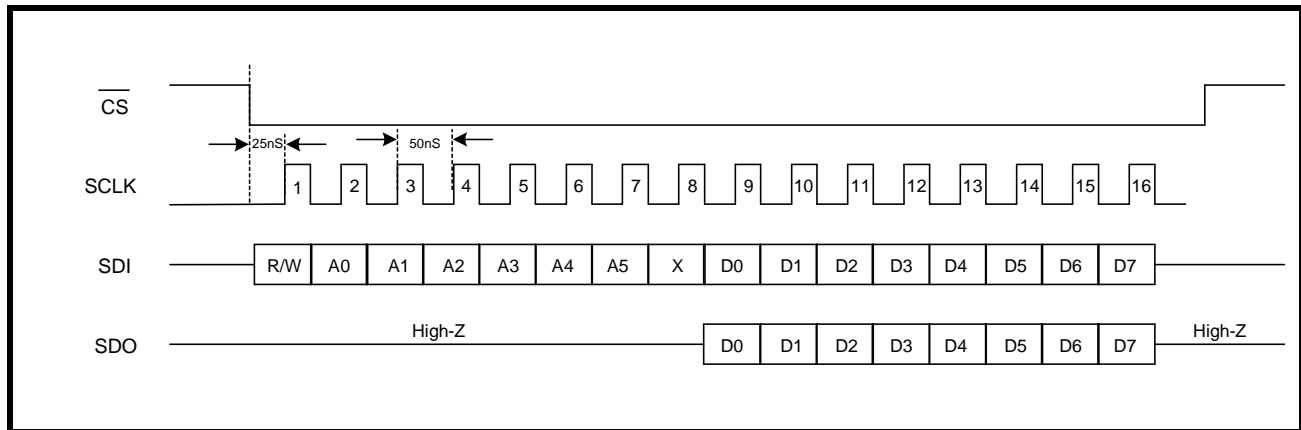 CS
25nS 50nS
SCLK 1 2 3 4 5 6 7 8 9 10 11 12 13 14 15 16
SDI R/W A0 A1 A2 A3 A4 A5 X D0 D1 D2 D3 D4 D5 D6 D7
High-Z High-Z
SDO D0 D1 D2 D3 D4 D5 D6 D7